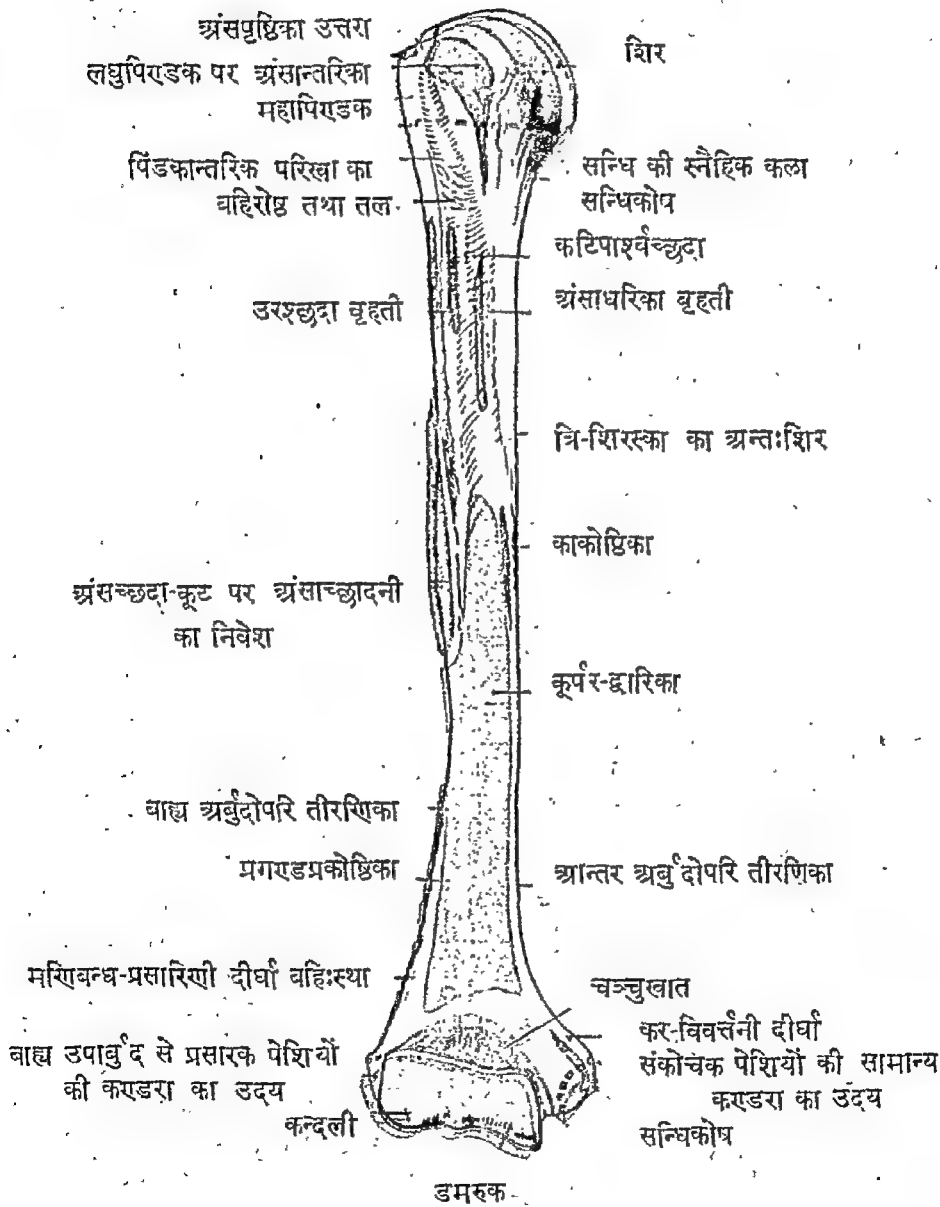 अंसपृष्ठिका उत्तरा
शिर
लघुपिण्डक पर अंसान्तरिका
महापिण्डक
पिंडकान्तरिक परिखा का
बहिरोष्ठ तथा तल
सन्धि की स्नैहिक कला
सन्धिकोष
कटिपार्श्वच्छदा
उरश्छदा वृहती
अंसाधरिका वृहती
त्रि-शिरस्का का अन्तःशिर
काकोष्ठिका
अंसच्छदा-कूट पर अंसाच्छादनी
का निवेश
कूर्पर-द्वारिका
बाह्य अर्बुदोपरि तीरणिका
प्रगण्डप्रकोष्ठिका
आन्तर अर्बुदोपरि तीरणिका
मणिबन्ध-प्रसारिणी दीर्घा बहिःस्था
चञ्चुखात
कर-विवर्त्तनी दीर्घा
बाह्य उपार्बुद से प्रसारक पेशियों
की कण्डरा का उदय
संकोचक पेशियों की सामान्य
कण्डरा का उदय
कन्दली
सन्धिकोष
डमरुक